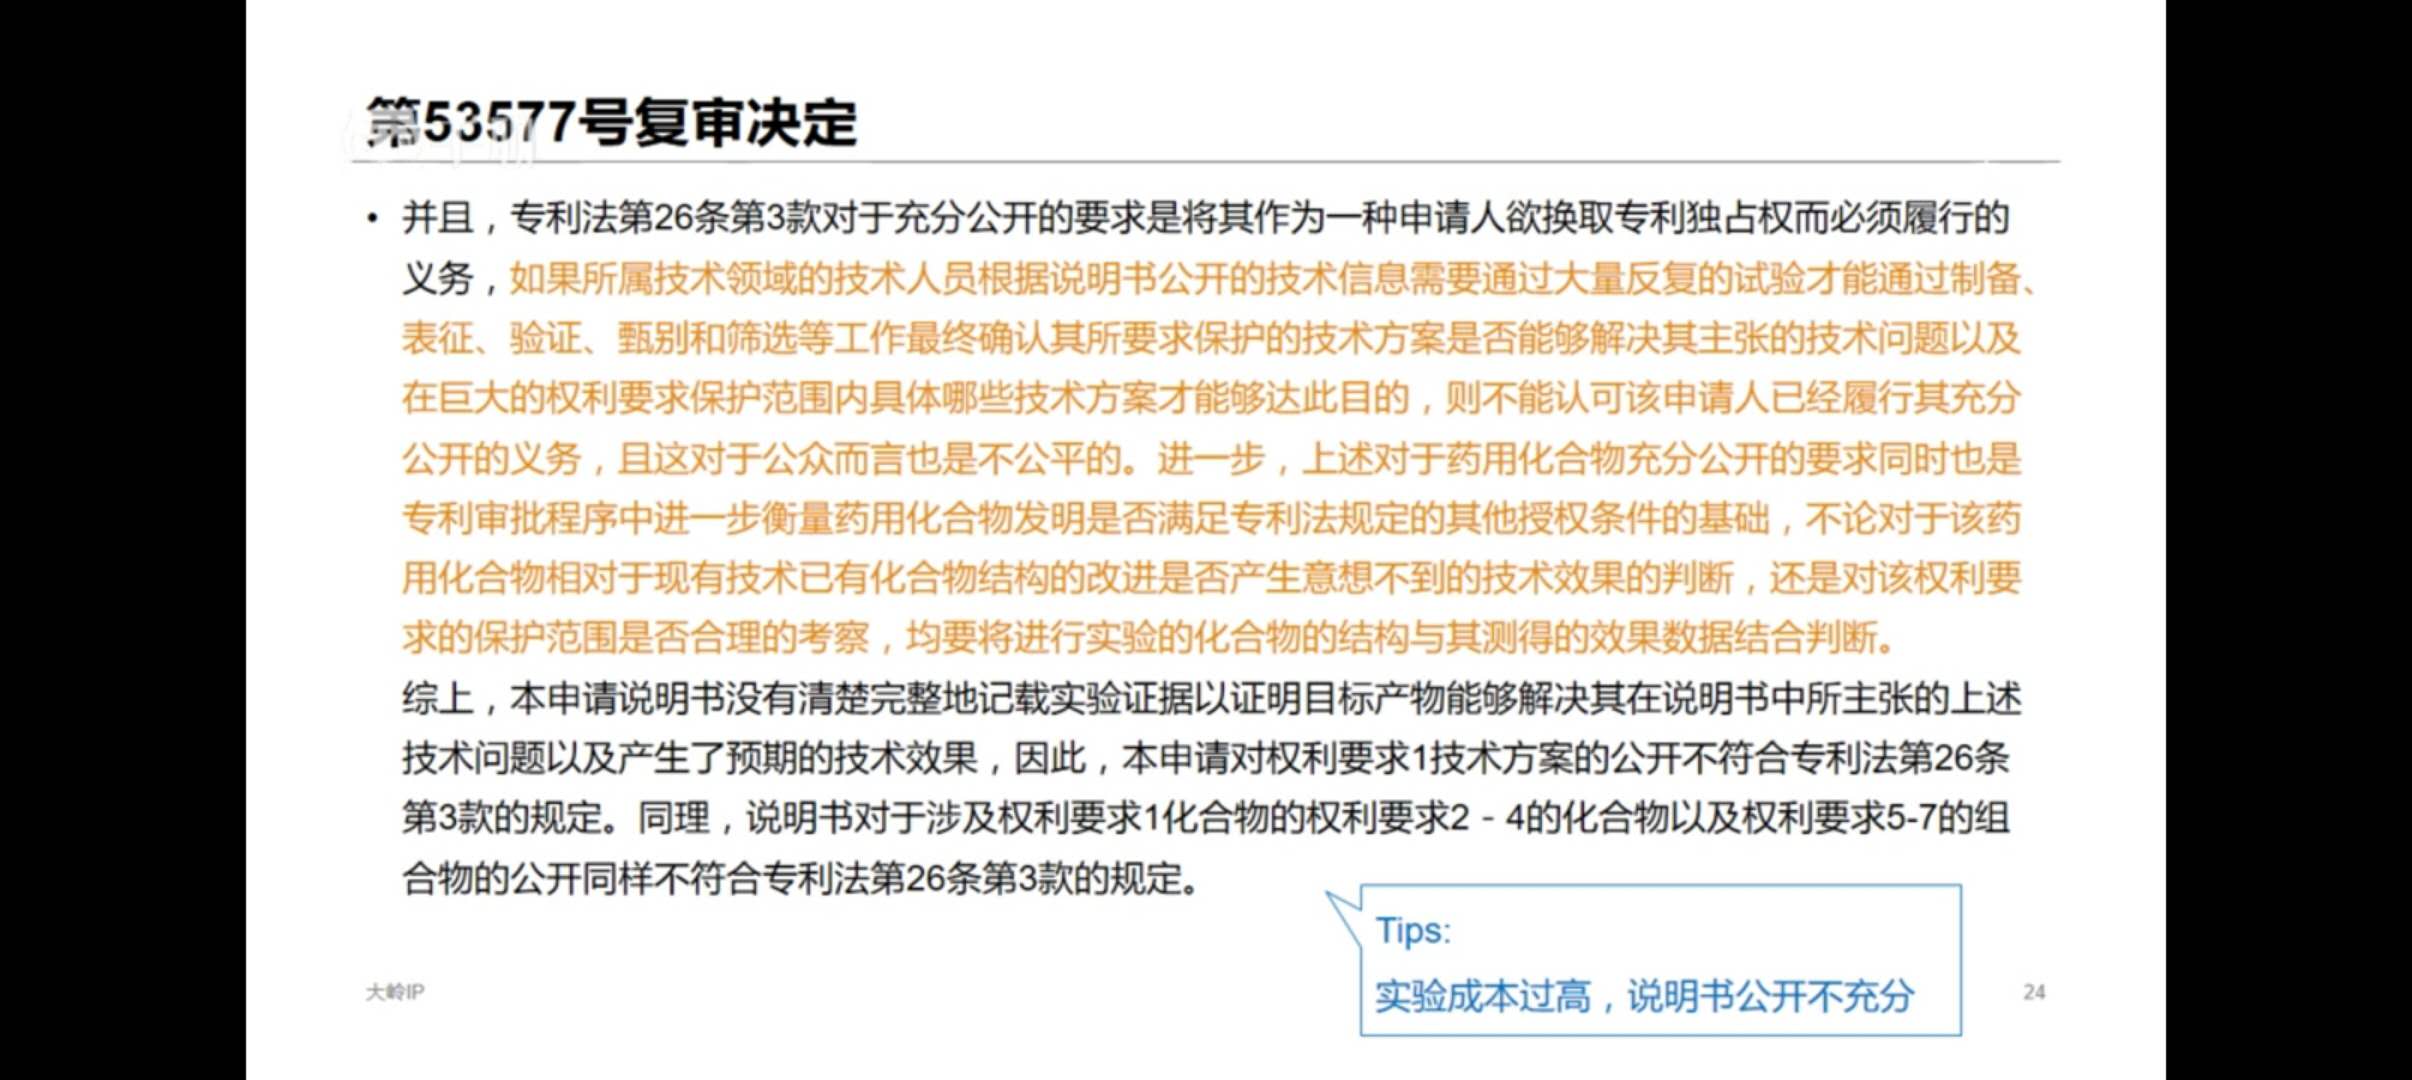 第53577号复审决定
• 并且，专利法第26条第3款对于充分公开的要求是将其作为一种申请人欲换取专利独占权而必须履行的
义务，如果所属技术领域的技术人员根据说明书公开的技术信息需要通过大量反复的试验才能通过制备、
表征、验证、甄别和筛选等工作最终确认其所要求保护的技术方案是否能够解决其主张的技术问题以及
在巨大的权利要求保护范围内具体哪些技术方案才能够达此目的，则不能认可该申请人已经履行其充分
公开的义务，且这对于公众而言也是不公平的。进一步，上述对于药用化合物充分公开的要求同时也是
专利审批程序中进一步衡量药用化合物发明是否满足专利法规定的其他授权条件的基础，不论对于该药
用化合物相对于现有技术已有化合物结构的改进是否产生意想不到的技术效果的判断，还是对该权利要
求的保护范围是否合理的考察，均要将进行实验的化合物的结构与其测得的效果数据结合判断。
综上，本申请说明书没有清楚完整地记载实验证据以证明目标产物能够解决其在说明书中所主张的上述
技术问题以及产生了预期的技术效果，因此，本申请对权利要求1技术方案的公开不符合专利法第26条
第3款的规定。同理，说明书对于涉及权利要求1化合物的权利要求2－4的化合物以及权利要求5-7的组
合物的公开同样不符合专利法第26条第3款的规定。
Tips:
实验成本过高，说明书公开不充分
大岭IP
24